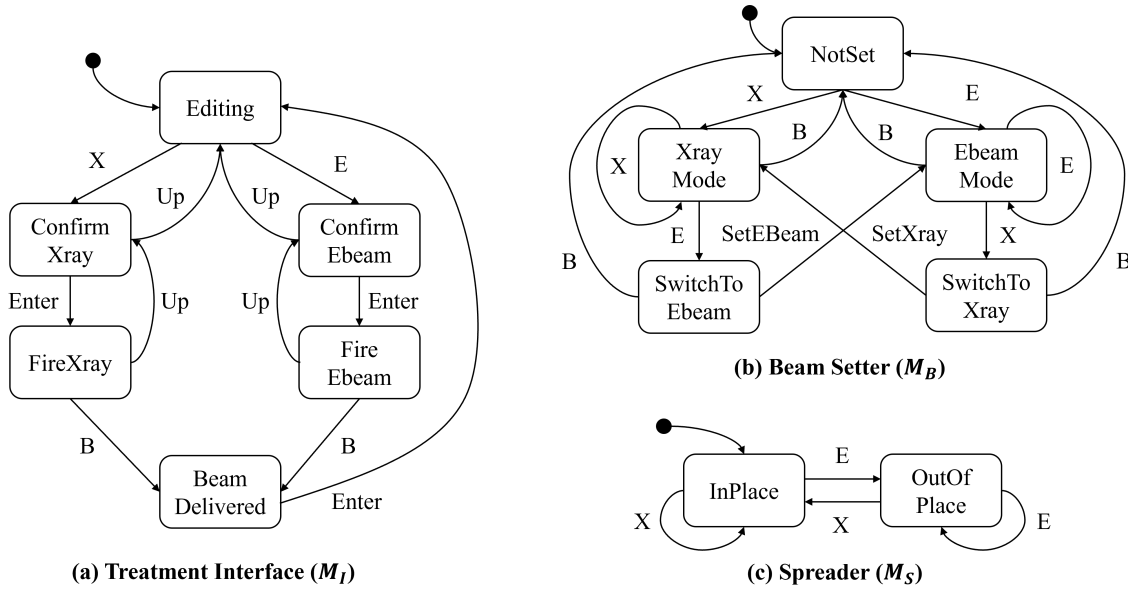 Editing
X
E
Up
Up
Confirm
Xray
Confirm
Ebeam
Enter
Up
Up
Enter
FireXray
Fire
Ebeam
B
B
Beam
Delivered
Enter
(a) Treatment Interface (M_I)
NotSet
X
E
B
B
X
Xray
Mode
Ebeam
Mode
E
E
SetEBeam
SetXray
X
B
SwitchTo
Ebeam
SwitchTo
Xray
B
(b) Beam Setter (M_B)
E
InPlace
OutOf
Place
X
X
E
(c) Spreader (M_S)